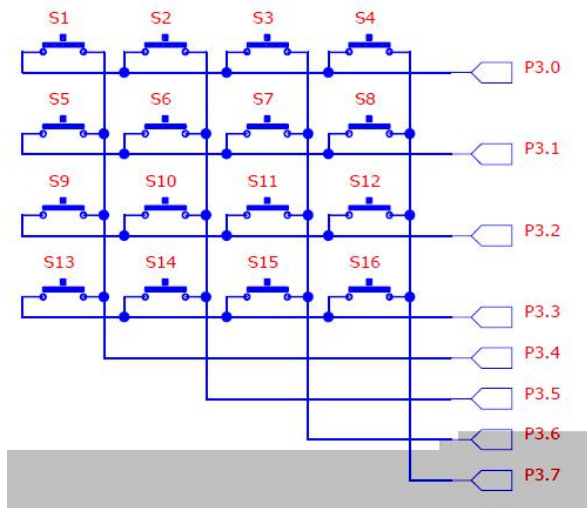 S1 S2 S3 S4
P3.0
S5 S6 S7 S8
P3.1
S9 S10 S11 S12
P3.2
S13 S14 S15 S16
P3.3
P3.4
P3.5
P3.6
P3.7